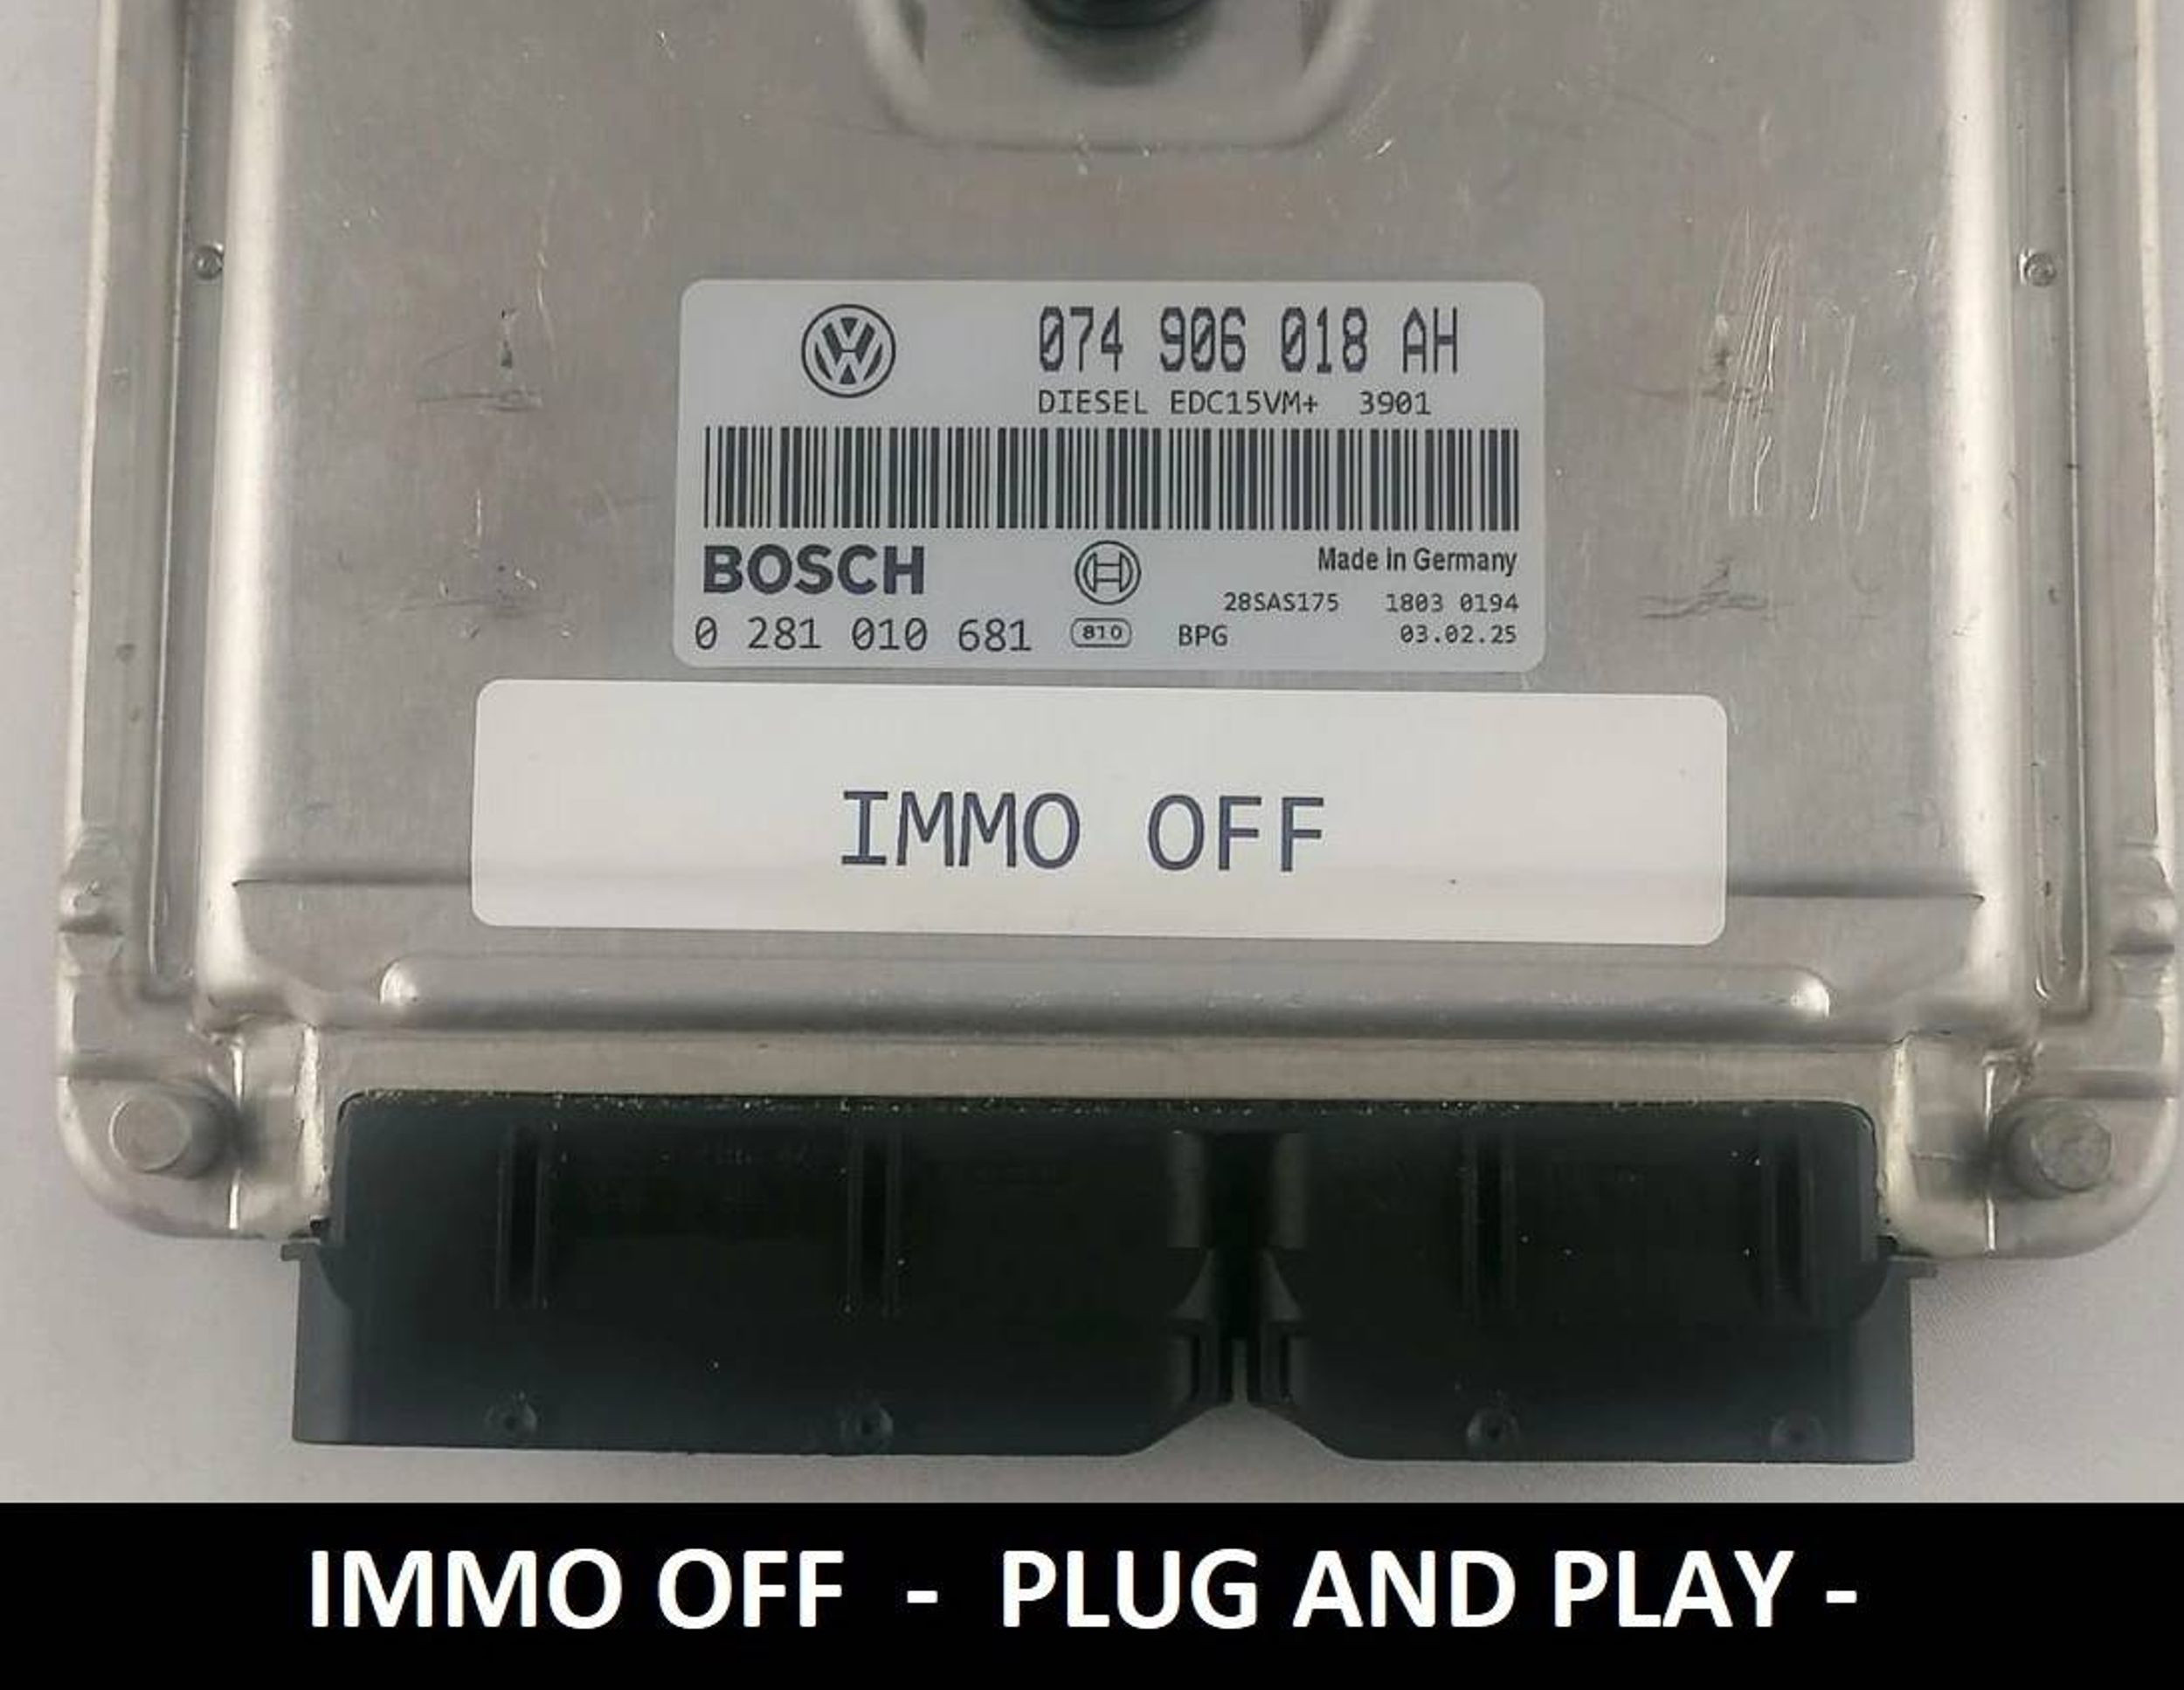 074 906 018 AH
DIESEL EDC15VM+ 3901
BOSCH
Made in Germany
28SAS175 1803 0194
0 281 010 681 810 BPG 03.02.25
IMMO OFF
IMMO OFF - PLUG AND PLAY -